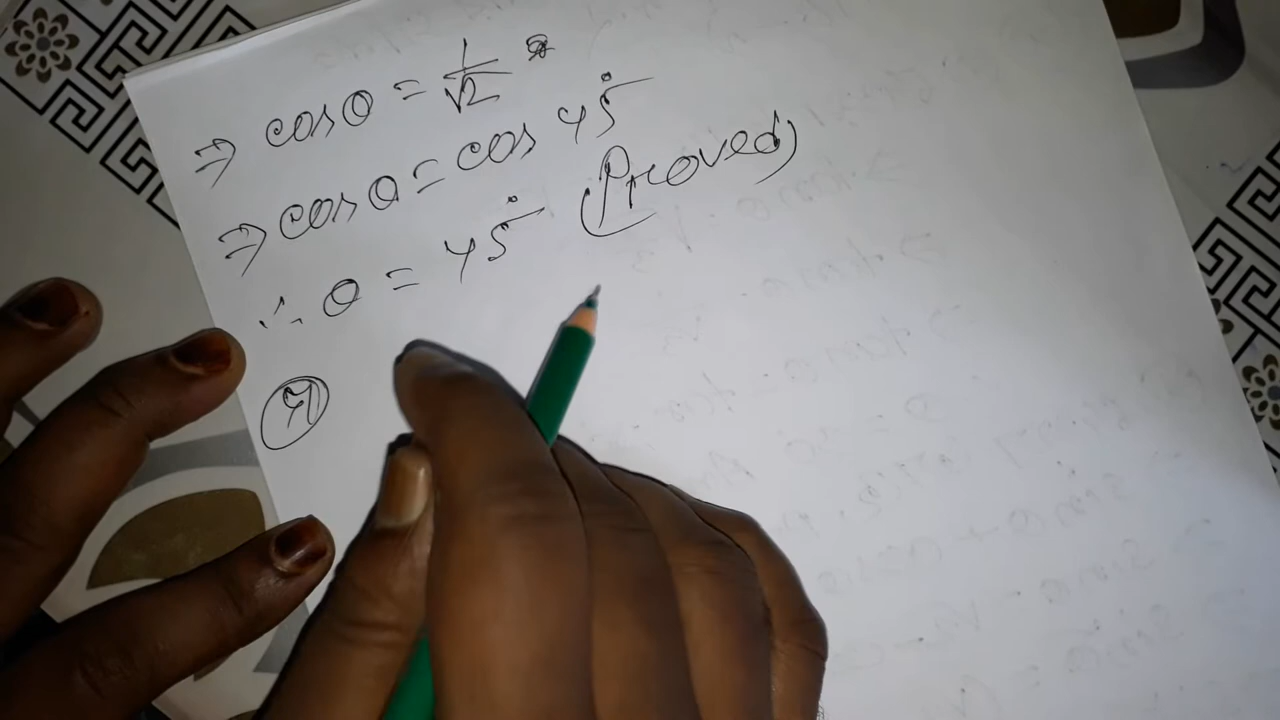 ⇒ cosθ = 1/√2
⇒ cosθ = cos 45°
∴ θ = 45° (Proved)
গ